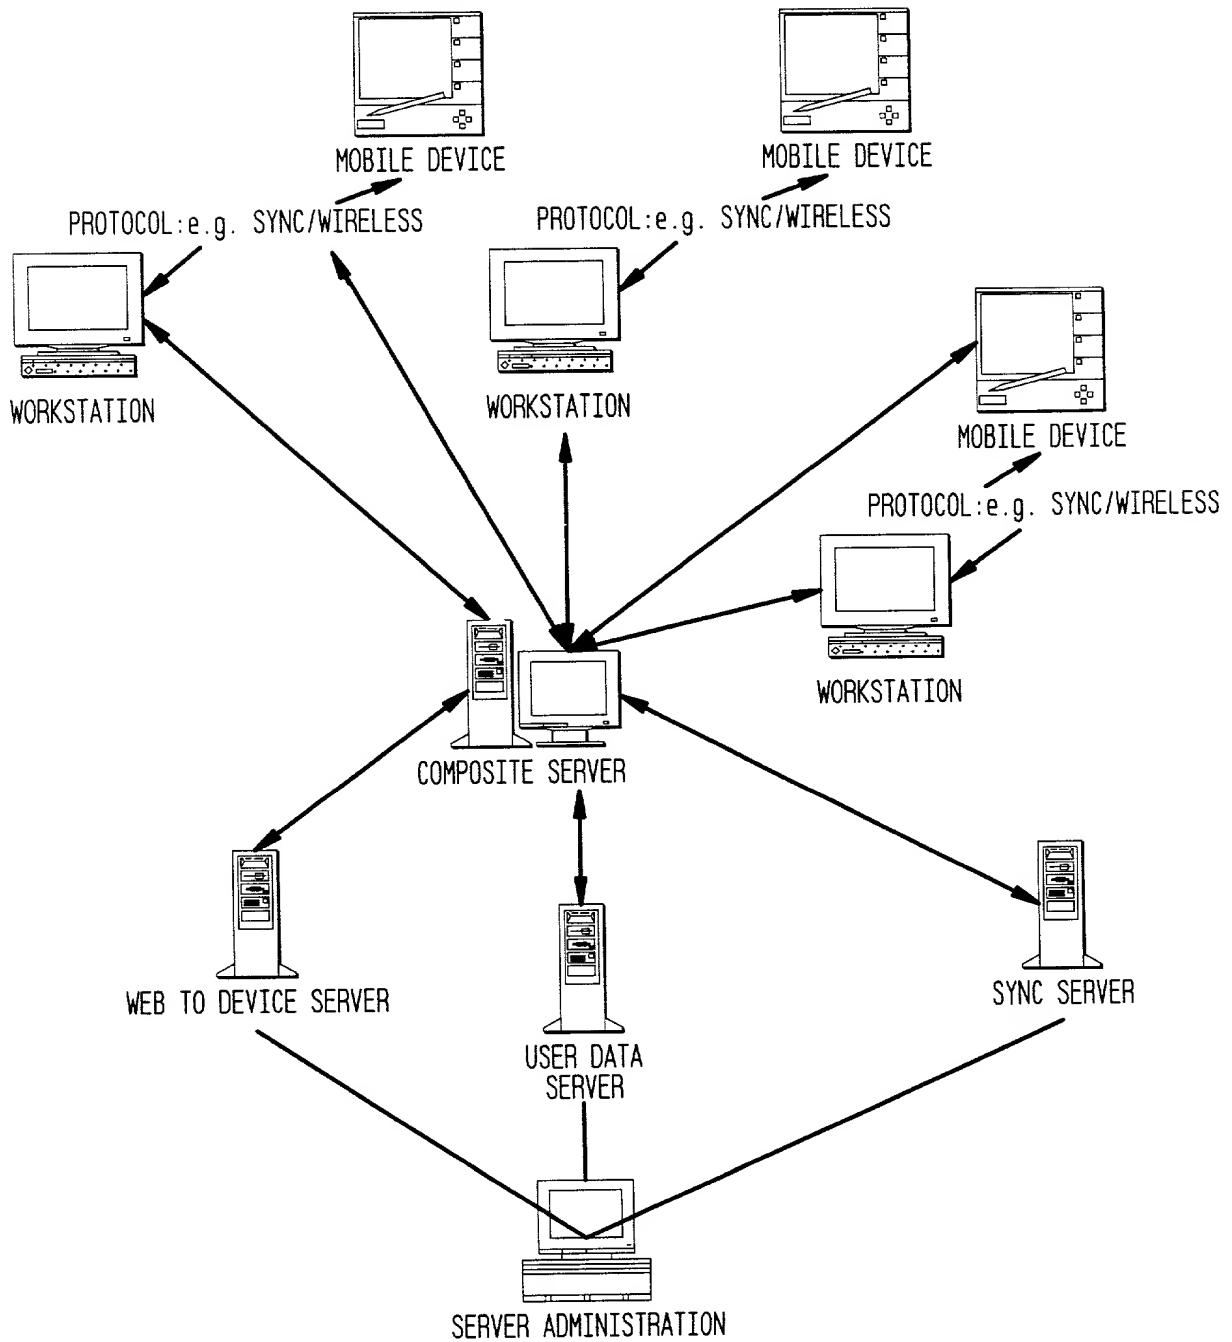 MOBILE DEVICE
MOBILE DEVICE
PROTOCOL:e.g. SYNC/WIRELESS
PROTOCOL:e.g. SYNC/WIRELESS
WORKSTATION
WORKSTATION
MOBILE DEVICE
PROTOCOL:e.g. SYNC/WIRELESS
WORKSTATION
COMPOSITE SERVER
WEB TO DEVICE SERVER
SYNC SERVER
USER DATA
SERVER
SERVER ADMINISTRATION